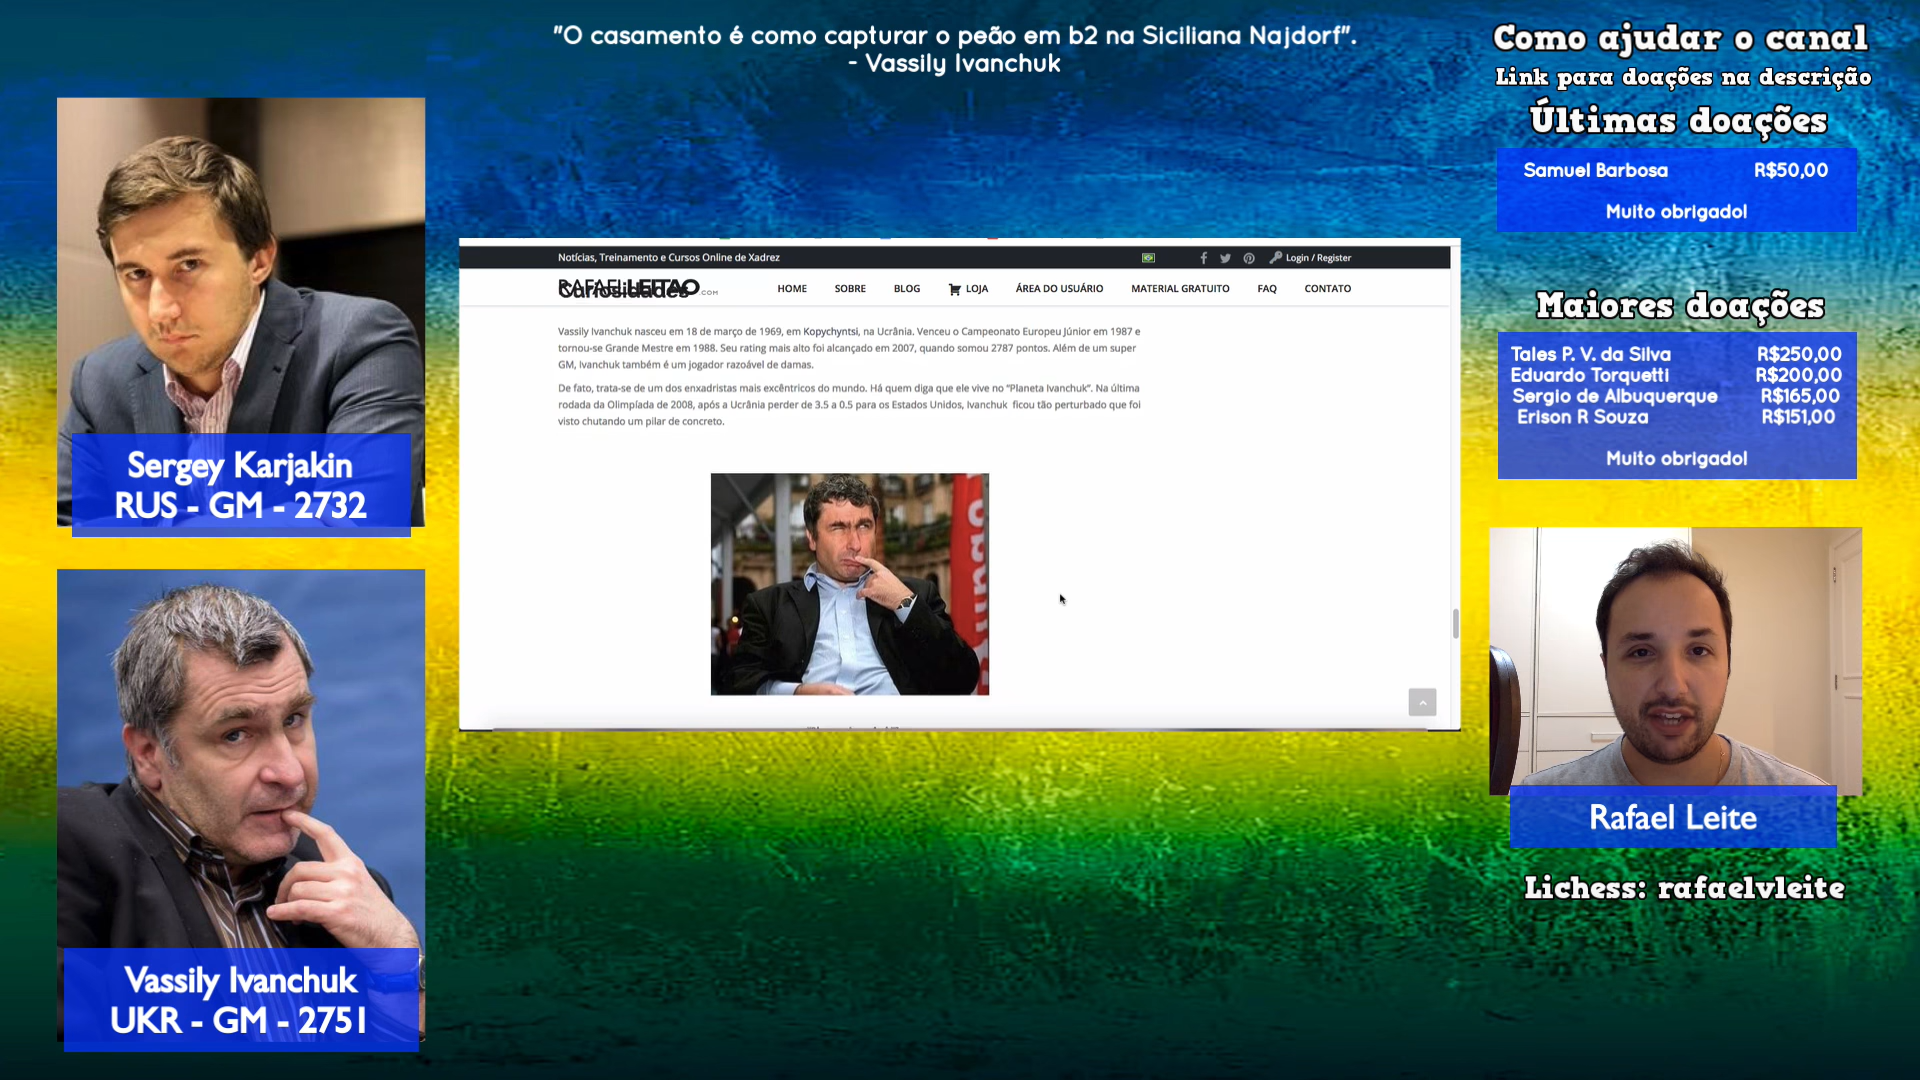 "O casamento é como capturar o peão em b2 na Siciliana Najdorf".
- Vassily Ivanchuk
Sergey Karjakin
RUS - GM - 2732
Vassily Ivanchuk
UKR - GM - 2751
Notícias, Treinamento e Cursos Online de Xadrez
Login / Register
RAFAELLEITAO.COM
Curiosidades
HOME SOBRE BLOG LOJA ÁREA DO USUÁRIO MATERIAL GRATUITO FAQ CONTATO
Vassily Ivanchuk nasceu em 18 de março de 1969, em Kopychyntsi, na Ucrânia. Venceu o Campeonato Europeu Júnior em 1987 e
tornou-se Grande Mestre em 1988. Seu rating mais alto foi alcançado em 2007, quando somou 2787 pontos. Além de um super
GM, Ivanchuk também é um jogador razoável de damas.
De fato, trata-se de um dos enxadristas mais excêntricos do mundo. Há quem diga que ele vive no "Planeta Ivanchuk". Na última
rodada da Olimpíada de 2008, após a Ucrânia perder de 3.5 a 0.5 para os Estados Unidos, Ivanchuk ficou tão perturbado que foi
visto chutando um pilar de concreto.
Como ajudar o canal
Link para doações na descrição
Últimas doações
Samuel Barbosa R$50,00
Muito obrigado!
Maiores doações
Tales P. V. da Silva R$250,00
Eduardo Torquetti R$200,00
Sergio de Albuquerque R$165,00
Erison R Souza R$151,00
Muito obrigado!
Rafael Leite
Lichess: rafaelvleite